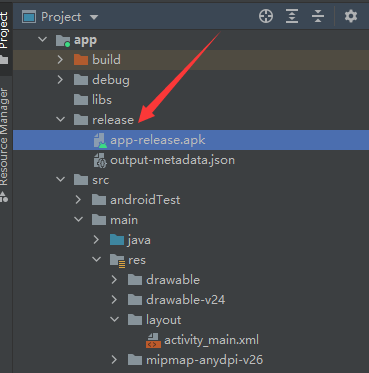 Project
Project
Resource Manager
app
build
debug
libs
release
app-release.apk
output-metadata.json
src
androidTest
main
java
res
drawable
drawable-v24
layout
activity_main.xml
mipmap-anydpi-v26